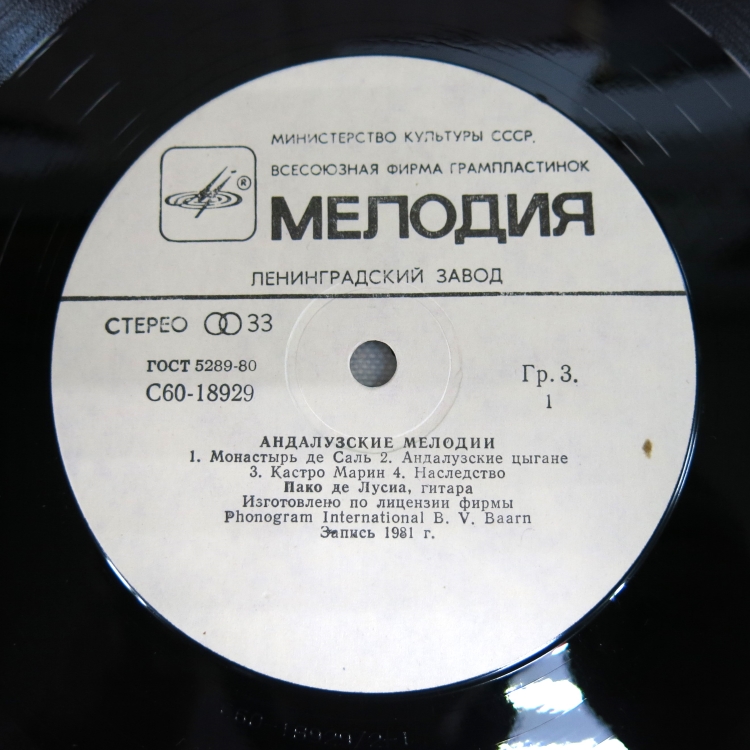 МИНИСТЕРСТВО КУЛЬТУРЫ СССР
ВСЕСОЮЗНАЯ ФИРМА ГРАМПЛАСТИНОК
®
МЕЛОДИЯ
ЛЕНИНГРАДСКИЙ ЗАВОД
СТЕРЕО 33
ГОСТ 5289-80
С60-18929
Гр. 3.
1
АНДАЛУЗСКИЕ МЕЛОДИИ
1. Монастырь де Саль 2. Андалузские цыгане
3. Кастро Марин 4. Наследство
Пако де Лусиа, гитара
Изготовлено по лицензии фирмы
Phonogram International B. V. Baarn
Запись 1981 г.